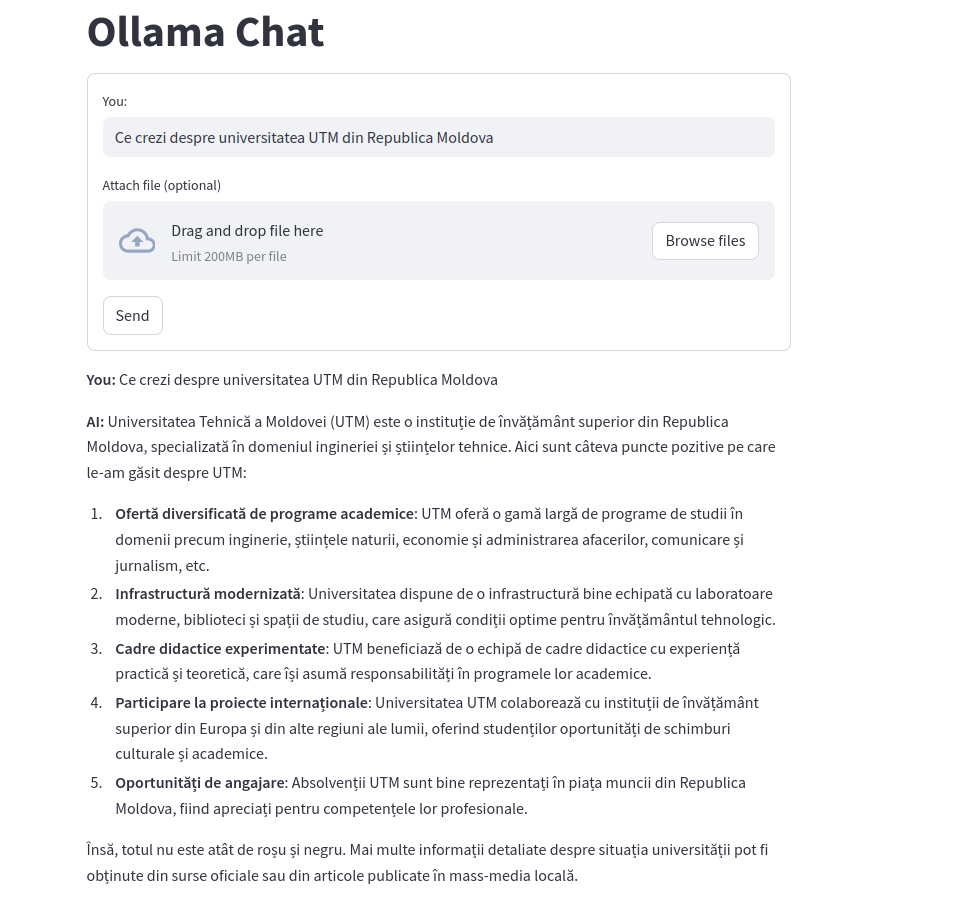 Ollama Chat
You:
Ce crezi despre universitatea UTM din Republica Moldova
Attach file (optional)
Drag and drop file here
Limit 200MB per file
Browse files
Send
You: Ce crezi despre universitatea UTM din Republica Moldova
AI: Universitatea Tehnică a Moldovei (UTM) este o instituție de învățământ superior din Republica
Moldova, specializată în domeniul ingineriei și științelor tehnice. Aici sunt câteva puncte pozitive pe care
le-am găsit despre UTM:
1. Ofertă diversificată de programe academice: UTM oferă o gamă largă de programe de studii în
domenii precum inginerie, științele naturii, economie și administrarea afacerilor, comunicare și
jurnalism, etc.
2. Infrastructură modernizată: Universitatea dispune de o infrastructură bine echipată cu laboratoare
moderne, biblioteci și spații de studiu, care asigură condiții optime pentru învățământul tehnologic.
3. Cadre didactice experimentate: UTM beneficiază de o echipă de cadre didactice cu experiență
practică și teoretică, care își asumă responsabilități în programele lor academice.
4. Participare la proiecte internaționale: Universitatea UTM colaborează cu instituții de învățământ
superior din Europa și din alte regiuni ale lumii, oferind studenților oportunități de schimburi
culturale și academice.
5. Oportunități de angajare: Absolvenții UTM sunt bine reprezentați în piața muncii din Republica
Moldova, fiind apreciați pentru competențele lor profesionale.
Însă, totul nu este atât de roșu și negru. Mai multe informații detaliate despre situația universității pot fi
obținute din surse oficiale sau din articole publicate în mass-media locală.